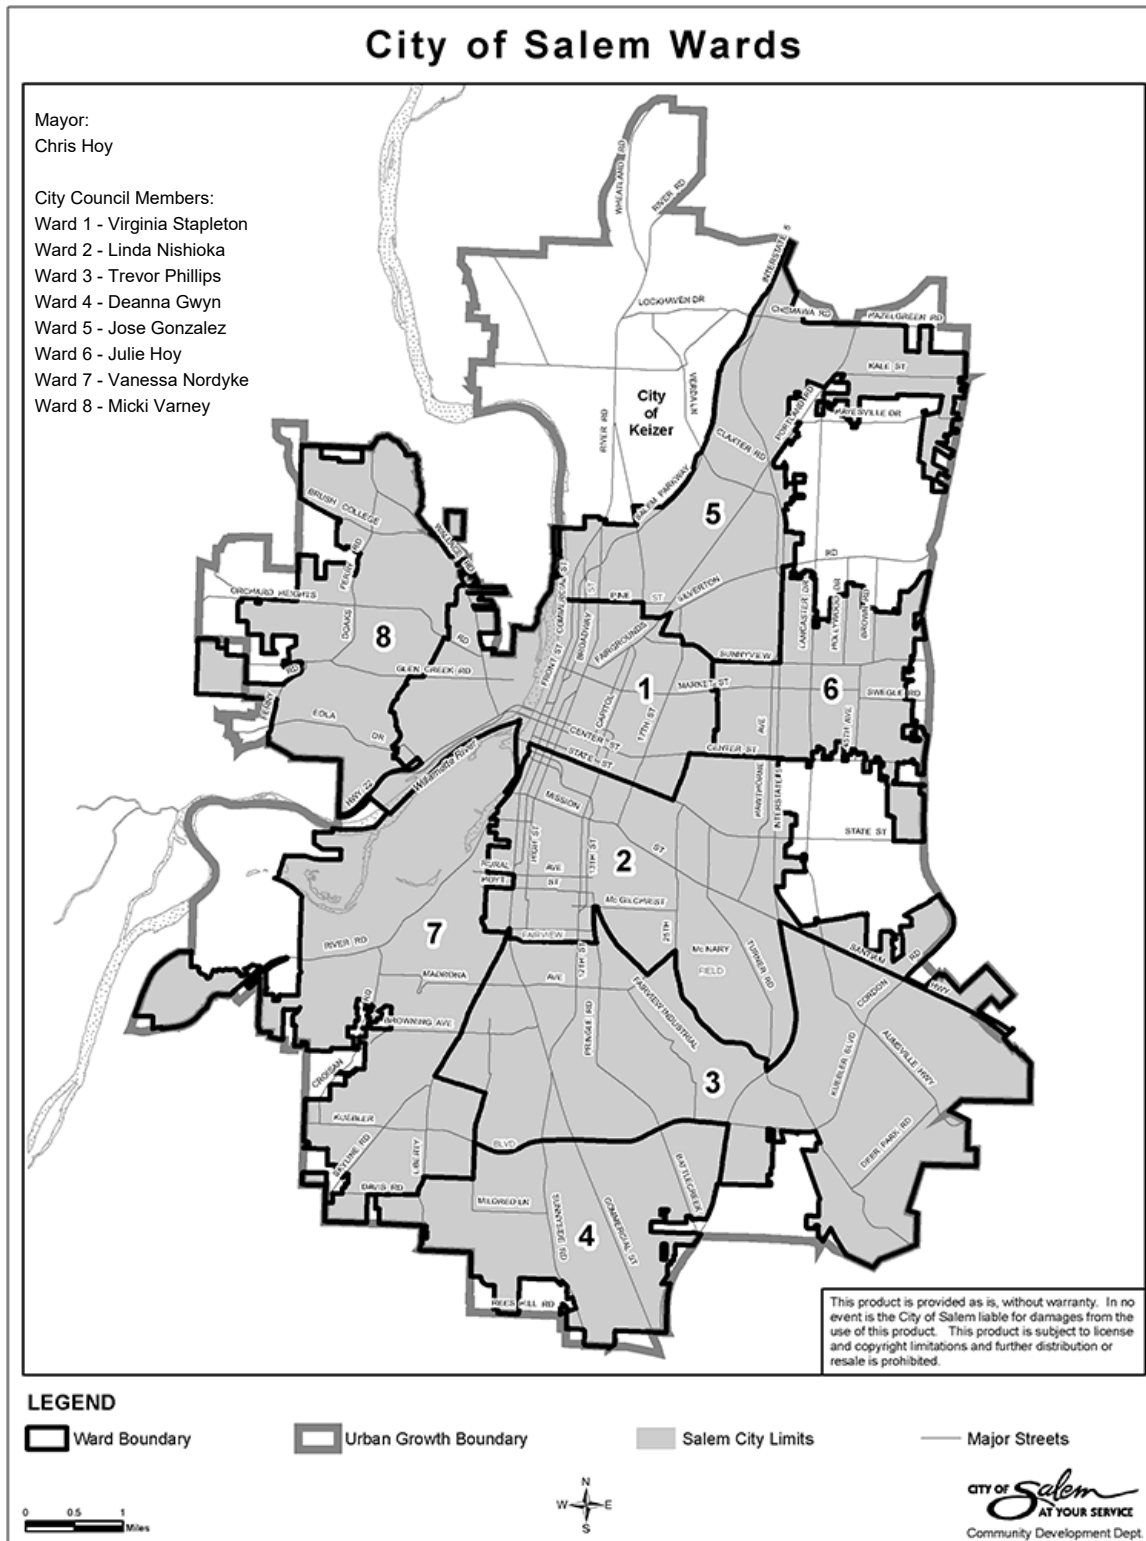 City of Salem Wards
Mayor:
Chris Hoy
City Council Members:
Ward 1 - Virginia Stapleton
Ward 2 - Linda Nishioka
Ward 3 - Trevor Phillips
Ward 4 - Deanna Gwyn
Ward 5 - Jose Gonzalez
Ward 6 - Julie Hoy
Ward 7 - Vanessa Nordyke
Ward 8 - Micki Varney
WHEATLAND RD
RIVER RD
INTERSTATE 5
LOCKHAVEN DR
CHEMAWA RD
HAZELGREEN RD
KALE ST
VERDA LN
City
of
Keizer
RIVER RD
PORTLAND RD
HAYESVILLE DR
CLAXTER RD
SALEM PARKWAY
5
BRUSH COLLEGE
WALLACE RD
PERRY RD
RD
ORCHARD HEIGHTS
DOAKS
8
RD
COMMERCIAL ST
ST
PINE ST
SILVERTON
LANCASTER DR
HOLLYWOOD DR
BROWN RD
BROADWAY
FRONT ST
FAIRGROUNDS
SUNNYVIEW
GLEN CREEK RD
RD
1
MARKET ST
6
SWEGLE RD
CAPITOL
17TH ST
EOLA
DR
CENTER ST
STATE ST
CENTER ST
AVE
45TH AVE
HWY 22
Willamette River
HAWTHORNE
INTERSTATE 5
MISSION
ST
STATE ST
HIGH ST
13TH ST
2
RURAL
AVE
HOYT
ST
McGILCHRIST
25TH
7
FAIRVIEW
12TH ST
RIVER RD
McNARY
FIELD
TURNER RD
SANTIAM
RD
HWY
CORDON
MADRONA
AVE
FAIRVIEW INDUSTRIAL
RD
BROWNING AVE
PRINGLE RD
KUEBLER BLVD
AUMSVILLE HWY
CROISAN
3
KUEBLER
BLVD
SKYLINE RD
LIBERTY
DEER PARK RD
BATTLECREEK
DAVIS RD
MILDRED LN
SUNNYSIDE RD
COMMERCIAL ST
4
REES HILL RD
This product is provided as is, without warranty. In no
event is the City of Salem liable for damages from the
use of this product. This product is subject to license
and copyright limitations and further distribution or
resale is prohibited.
LEGEND
Ward Boundary
Urban Growth Boundary
Salem City Limits
Major Streets
0 0.5 1
Miles
N
W E
S
CITY OF Salem
AT YOUR SERVICE
Community Development Dept.